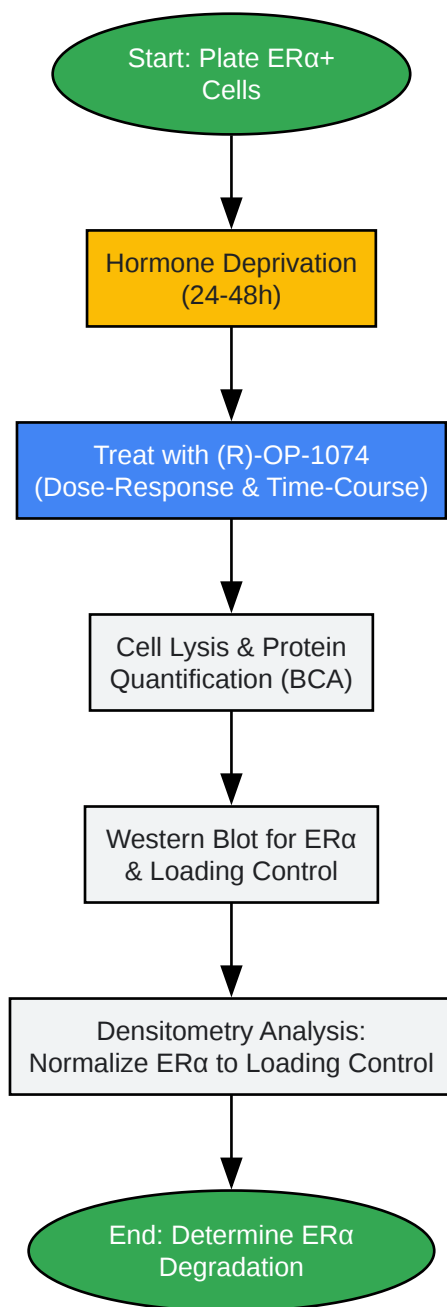 Start: Plate ERα+
Cells
Hormone Deprivation
(24-48h)
Treat with (R)-OP-1074
(Dose-Response & Time-Course)
Cell Lysis & Protein
Quantification (BCA)
Western Blot for ERα
& Loading Control
Densitometry Analysis:
Normalize ERα to Loading Control
End: Determine ERα
Degradation